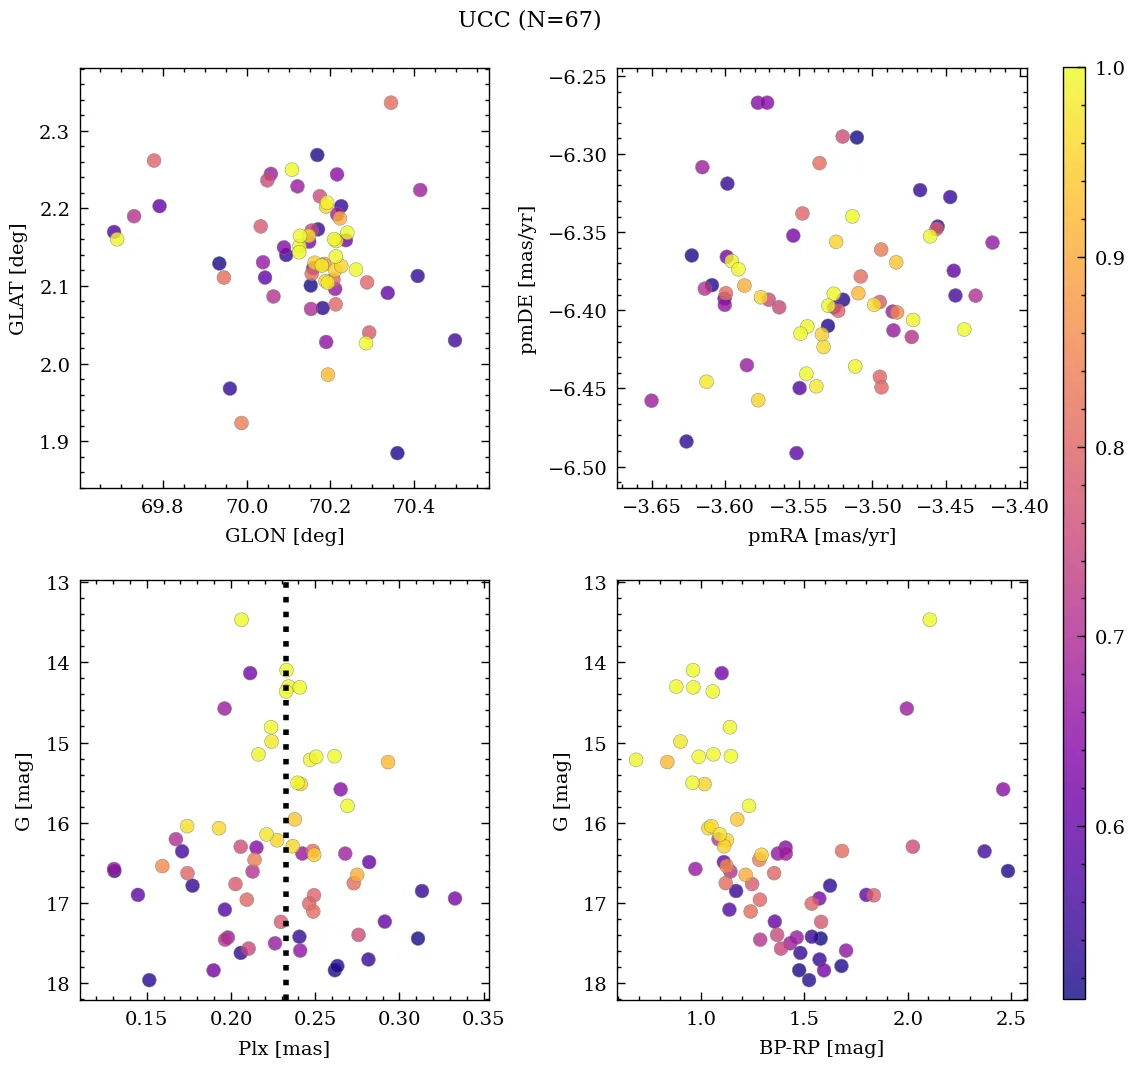 UCC (N=67)
2.3
2.2
2.1
2.0
1.9
GLAT [deg]
69.8 70.0 70.2 70.4
GLON [deg]
−6.25
−6.30
−6.35
−6.40
−6.45
−6.50
pmDE [mas/yr]
−3.65 −3.60 −3.55 −3.50 −3.45 −3.40
pmRA [mas/yr]
13
14
15
16
17
18
G [mag]
0.15 0.20 0.25 0.30 0.35
Plx [mas]
13
14
15
16
17
18
G [mag]
1.0 1.5 2.0 2.5
BP-RP [mag]
1.0
0.9
0.8
0.7
0.6